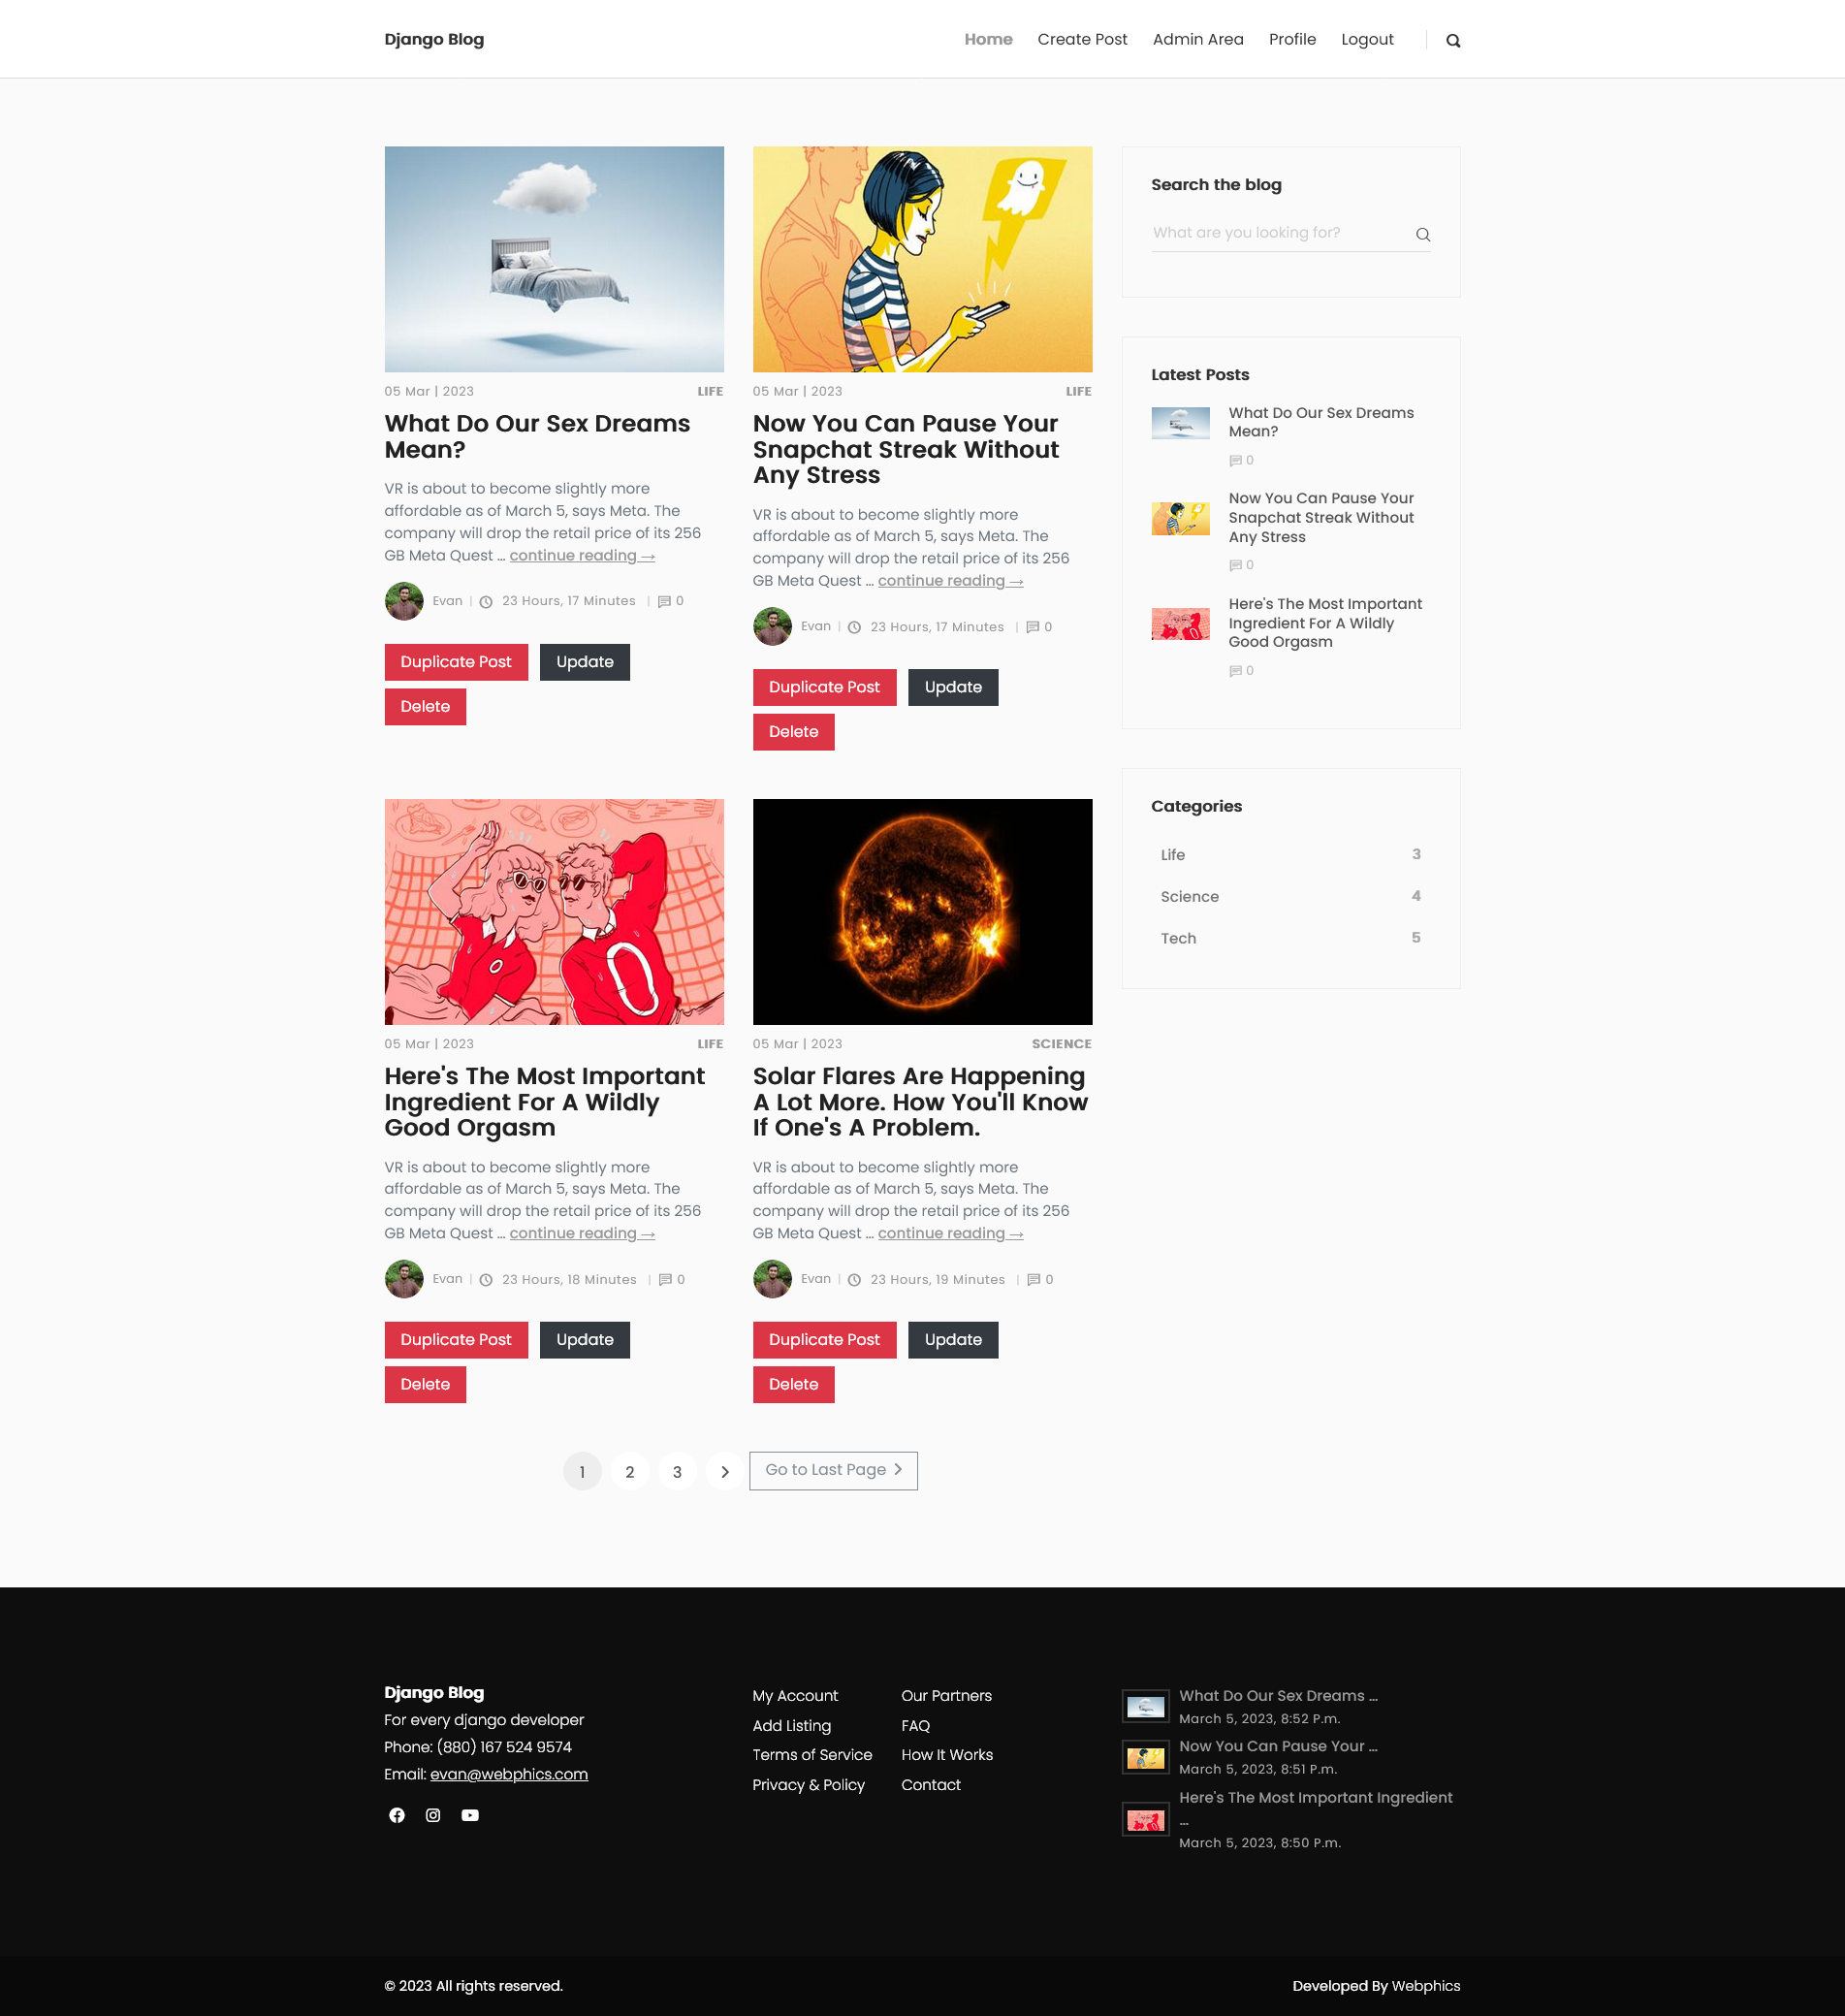 Django Blog
Home Create Post Admin Area Profile Logout
05 Mar | 2023 LIFE
What Do Our Sex Dreams
Mean?
VR is about to become slightly more
affordable as of March 5, says Meta. The
company will drop the retail price of its 256
GB Meta Quest ... continue reading →
Evan | 23 Hours, 17 Minutes | 0
Duplicate Post Update
Delete
05 Mar | 2023 LIFE
Now You Can Pause Your
Snapchat Streak Without
Any Stress
VR is about to become slightly more
affordable as of March 5, says Meta. The
company will drop the retail price of its 256
GB Meta Quest ... continue reading →
Evan | 23 Hours, 17 Minutes | 0
Duplicate Post Update
Delete
05 Mar | 2023 LIFE
Here's The Most Important
Ingredient For A Wildly
Good Orgasm
VR is about to become slightly more
affordable as of March 5, says Meta. The
company will drop the retail price of its 256
GB Meta Quest ... continue reading →
Evan | 23 Hours, 18 Minutes | 0
Duplicate Post Update
Delete
05 Mar | 2023 SCIENCE
Solar Flares Are Happening
A Lot More. How You'll Know
If One's A Problem.
VR is about to become slightly more
affordable as of March 5, says Meta. The
company will drop the retail price of its 256
GB Meta Quest ... continue reading →
Evan | 23 Hours, 19 Minutes | 0
Duplicate Post Update
Delete
1 2 3 Go to Last Page
Search the blog
What are you looking for?
Latest Posts
What Do Our Sex Dreams
Mean?
0
Now You Can Pause Your
Snapchat Streak Without
Any Stress
0
Here's The Most Important
Ingredient For A Wildly
Good Orgasm
0
Categories
Life 3
Science 4
Tech 5
Django Blog
For every django developer
Phone: (880) 167 524 9574
Email: evan@webphics.com
My Account
Add Listing
Terms of Service
Privacy & Policy
Our Partners
FAQ
How It Works
Contact
What Do Our Sex Dreams ...
March 5, 2023, 8:52 P.m.
Now You Can Pause Your ...
March 5, 2023, 8:51 P.m.
Here's The Most Important Ingredient
...
March 5, 2023, 8:50 P.m.
© 2023 All rights reserved.
Developed By Webphics